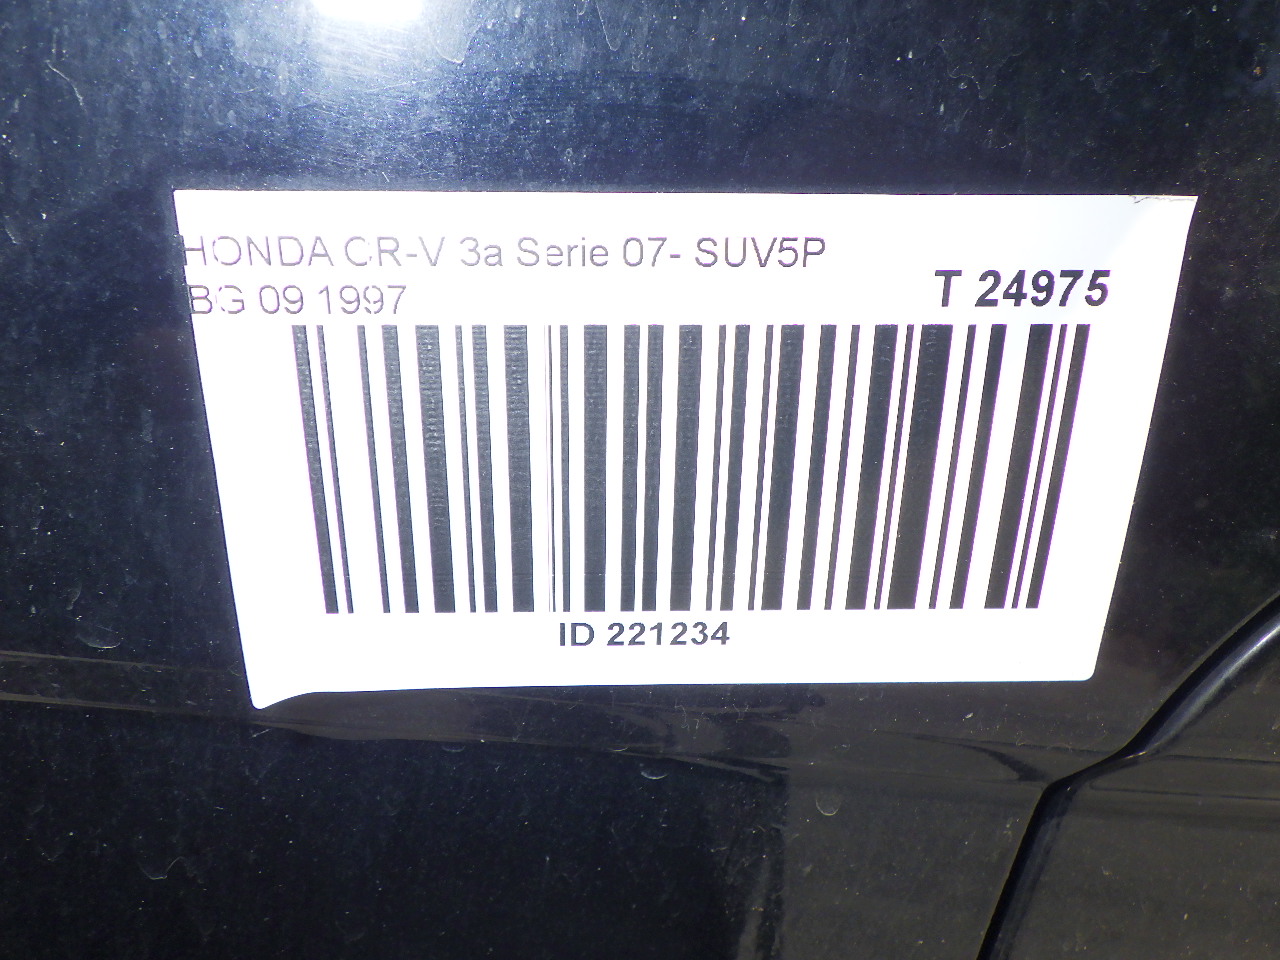 HONDA CR-V 3a Serie 07- SUV5P
BG 09 1997
T 24975
ID 221234